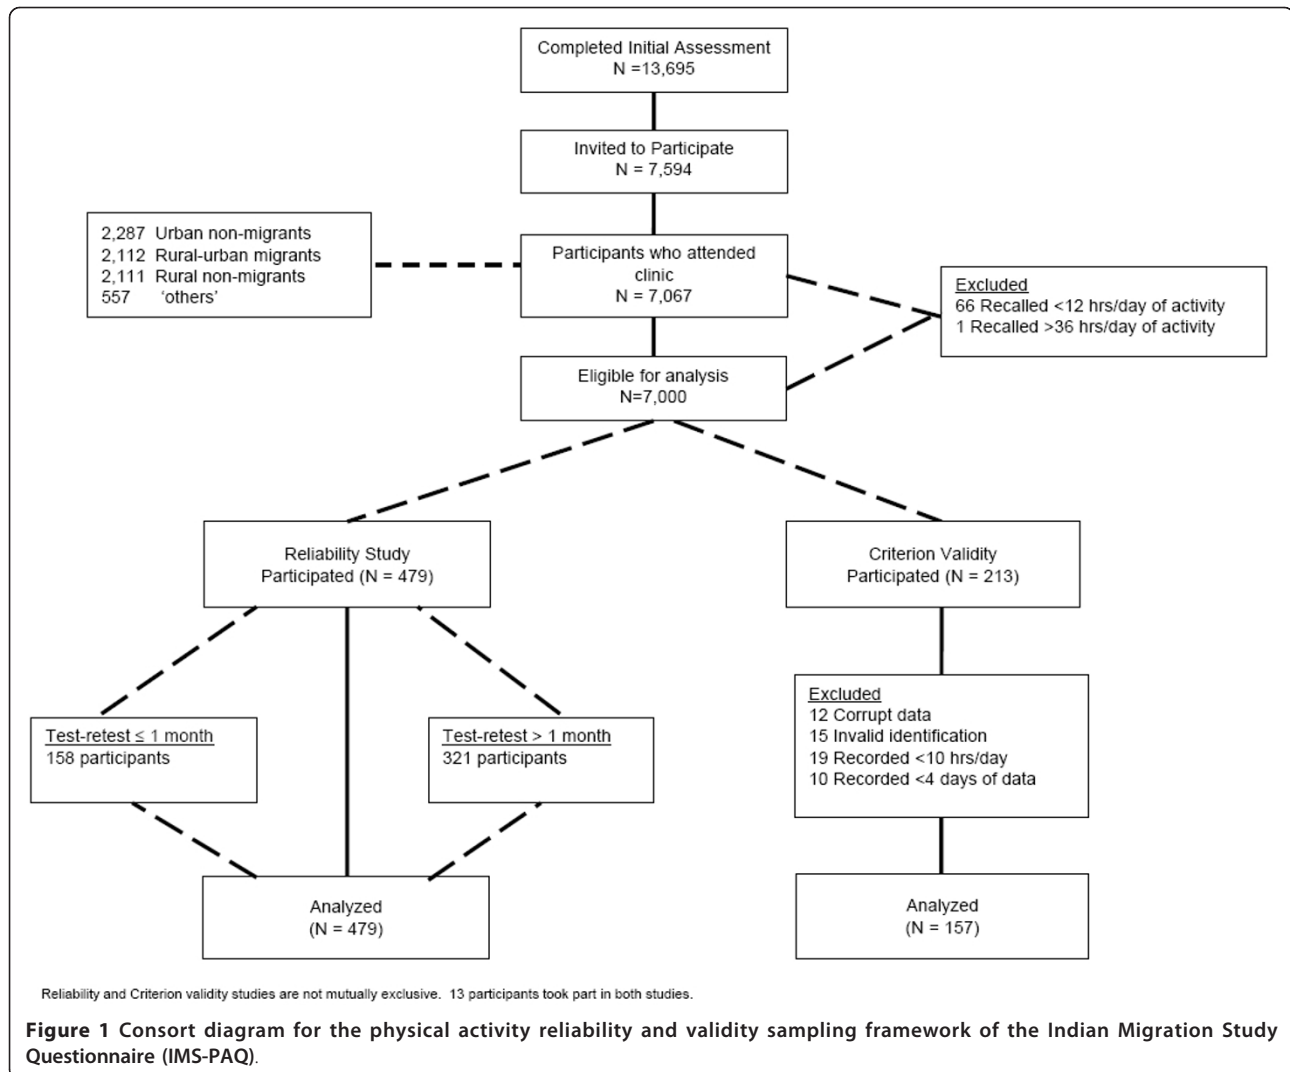 Completed Initial Assessment
N =13,695
Invited to Participate
N = 7,594
2,287 Urban non-migrants
2,112 Rural-urban migrants
2,111 Rural non-migrants
557 'others'
Participants who attended
clinic
N = 7,067
Excluded
66 Recalled <12 hrs/day of activity
1 Recalled >36 hrs/day of activity
Eligible for analysis
N=7,000
Reliability Study
Participated (N = 479)
Criterion Validity
Participated (N = 213)
Test-retest ≤ 1 month
158 participants
Test-retest > 1 month
321 participants
Excluded
12 Corrupt data
15 Invalid identification
19 Recorded <10 hrs/day
10 Recorded <4 days of data
Analyzed
(N = 479)
Analyzed
(N = 157)
Reliability and Criterion validity studies are not mutually exclusive. 13 participants took part in both studies.
Figure 1 Consort diagram for the physical activity reliability and validity sampling framework of the Indian Migration Study
Questionnaire (IMS-PAQ).